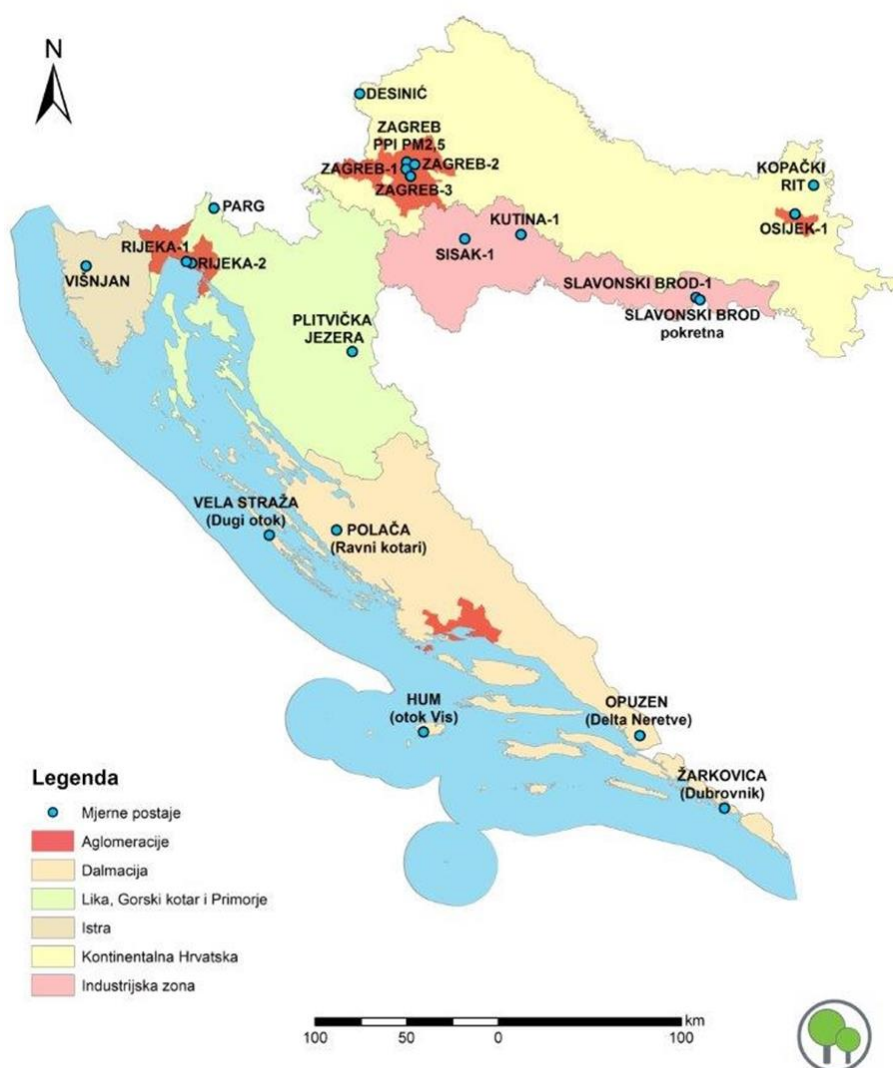 N
DESINIĆ
ZAGREB
PPI PM2,5
ZAGREB-1
ZAGREB-2
ZAGREB-3
KOPAČKI
RIT
OSIJEK-1
PARG
KUTINA-1
SISAK-1
RIJEKA-1
RIJEKA-2
VIŠNJAN
SLAVONSKI BROD-1
SLAVONSKI BROD
pokretna
PLITVIČKA
JEZERA
VELA STRAŽA
(Dugi otok)
POLAČA
(Ravni kotari)
HUM
(otok Vis)
OPUZEN
(Delta Neretve)
ŽARKOVICA
(Dubrovnik)
Legenda
Mjerne postaje
Aglomeracije
Dalmacija
Lika, Gorski kotar i Primorje
Istra
Kontinentalna Hrvatska
Industrijska zona
km
100 50 0 100